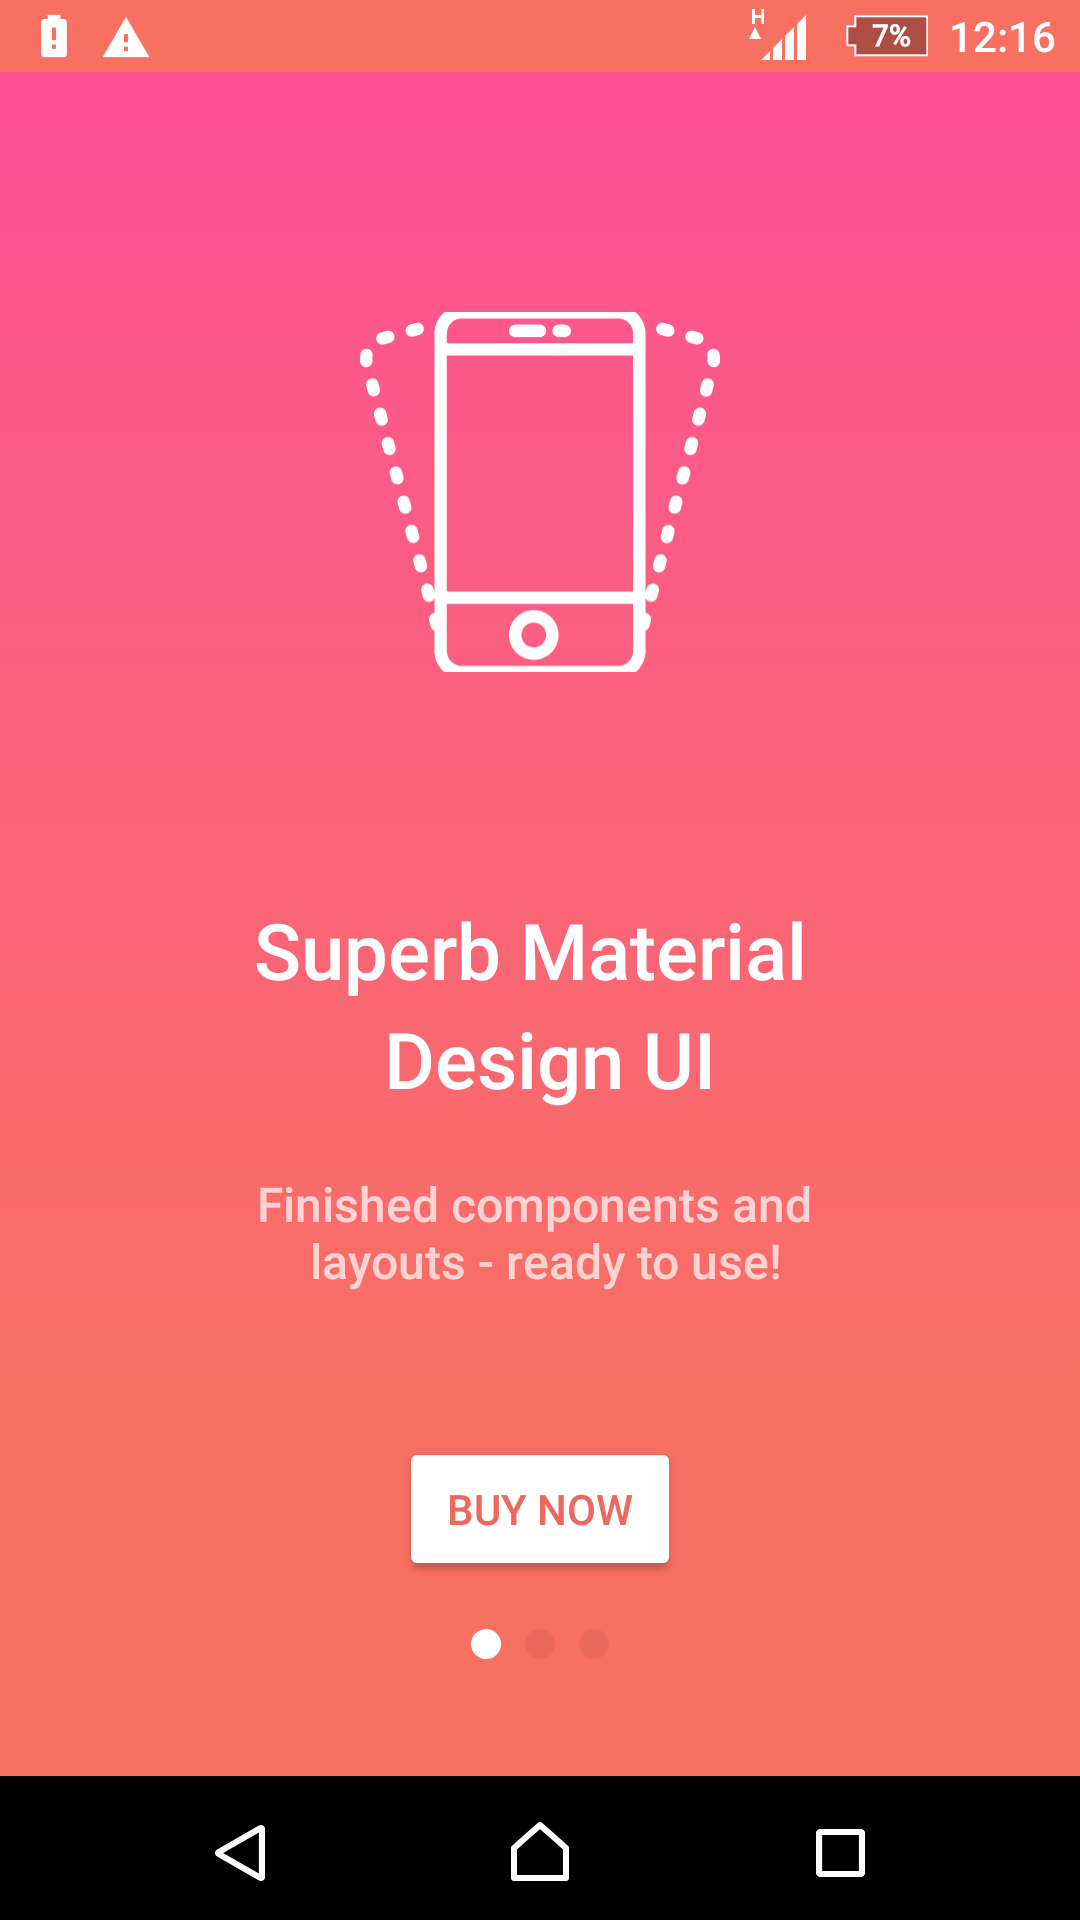 H
7% 12:16
Superb Material
Design UI
Finished components and
layouts - ready to use!
BUY NOW